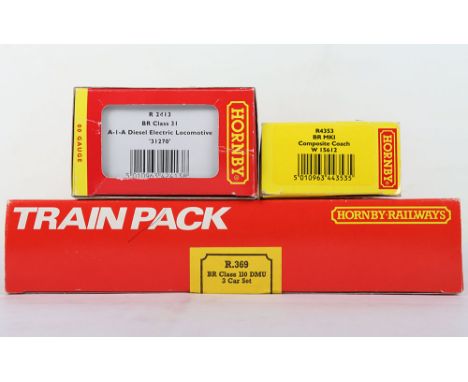 00 GAUGE
R 2413
BR Class 31
A-1-A Diesel Electric Locomotive
'31270'
HORNBY
®
R4353
BR MK1
Composite Coach
W 15612
5 010963 443535
HORNBY
TRAIN PACK
HORNBY·RAILWAYS
R.369
BR Class 110 DMU
3 Car Set